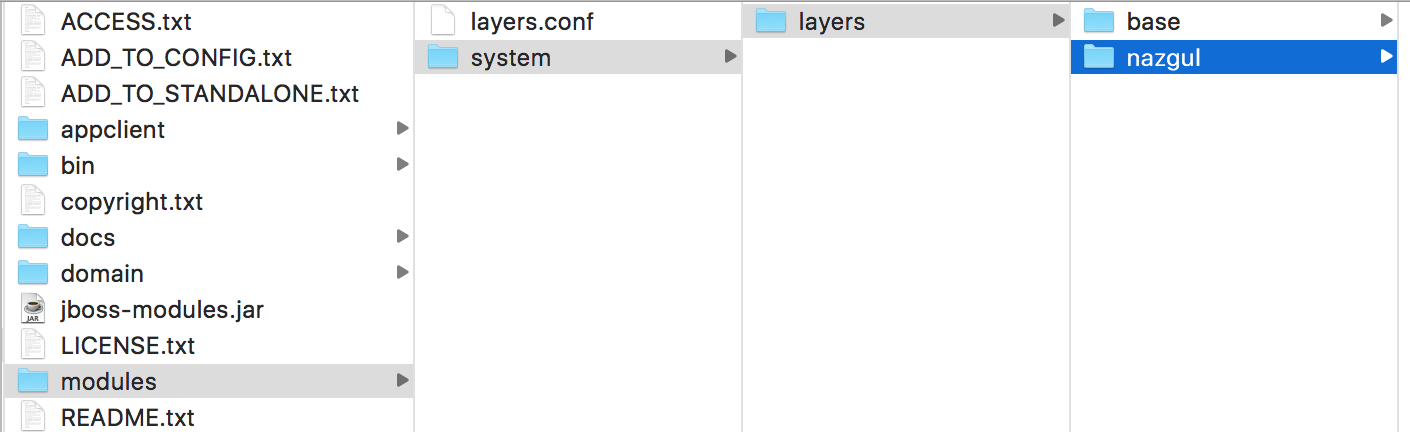 ACCESS.txt
ADD_TO_CONFIG.txt
ADD_TO_STANDALONE.txt
appclient
bin
copyright.txt
docs
domain
JAR
jboss-modules.jar
LICENSE.txt
modules
README.txt
layers.conf
system
layers
base
nazgul